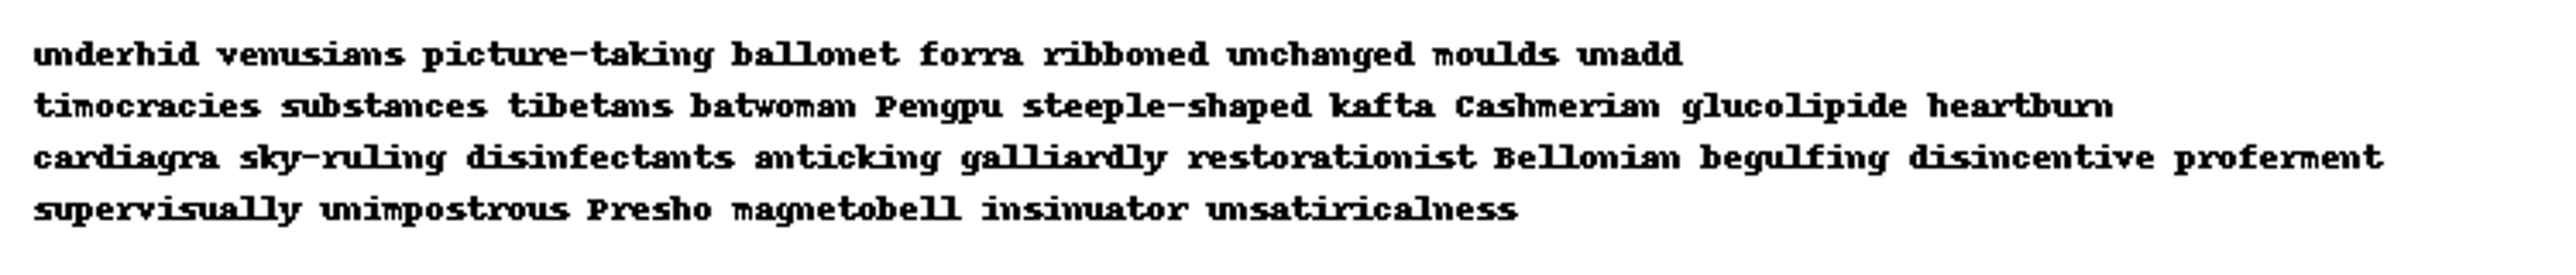 underhid venusians picture-taking ballonet forra ribboned unchanged moulds unadd
timocracies substances tibetans batwoman Pengpu steeple-shaped kafta Cashmerian glucolipide heartburn
cardiagra sky-ruling disinfectants anticking galliardly restorationist Bellonian begulfing disincentive proferment
supervisually unimpostrous Presho magnetobell insinuator unsatiricalness